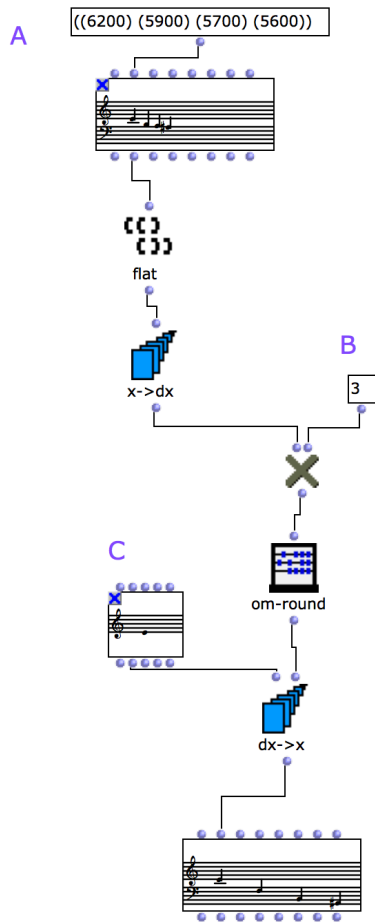 A
((6200) (5900) (5700) (5600))
flat
x->dx
B
3
om-round
C
dx->x